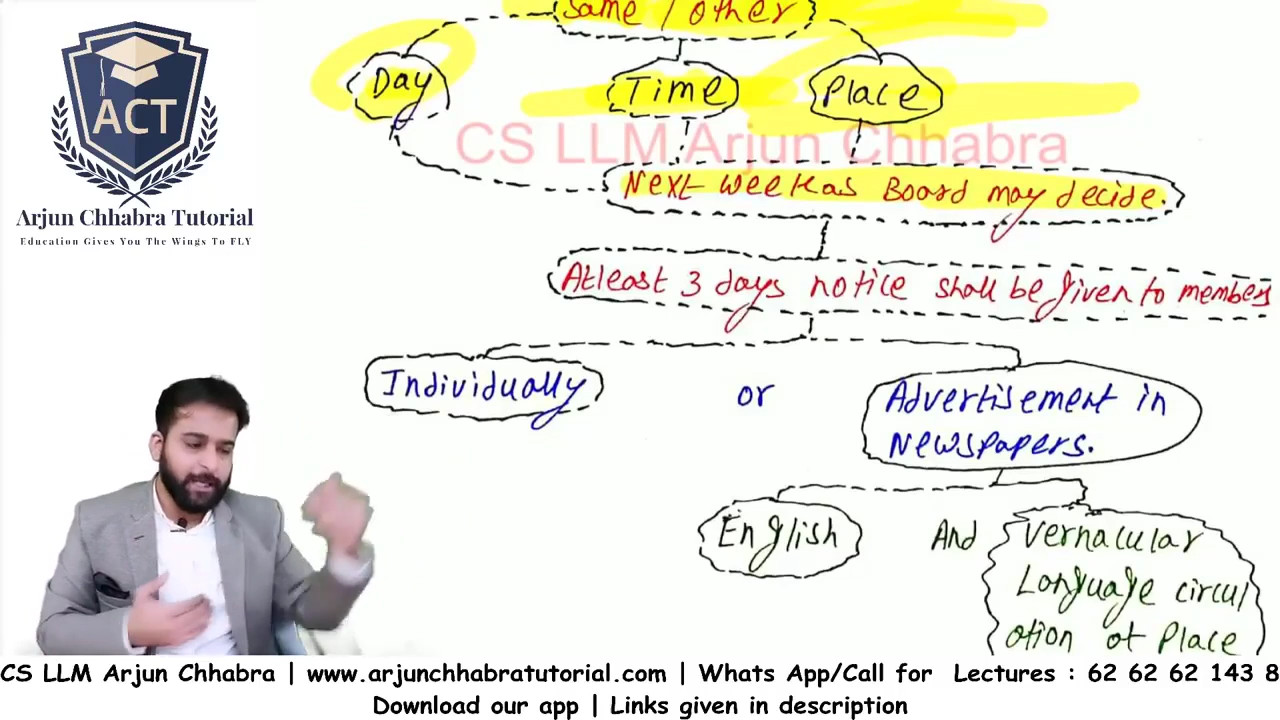 Same / other
Day
Time
Place
CS LLM Arjun Chhabra
Next week as Board may decide.
Atleast 3 days notice shall be given to members
Individually
or
Advertisement in
Newspapers.
English
And
Vernacular
Language circul
ation at Place
ACT
Arjun Chhabra Tutorial
Education Gives You The Wings To FLY
CS LLM Arjun Chhabra | www.arjunchhabratutorial.com | Whats App/Call for Lectures : 62 62 62 143 8
Download our app | Links given in description